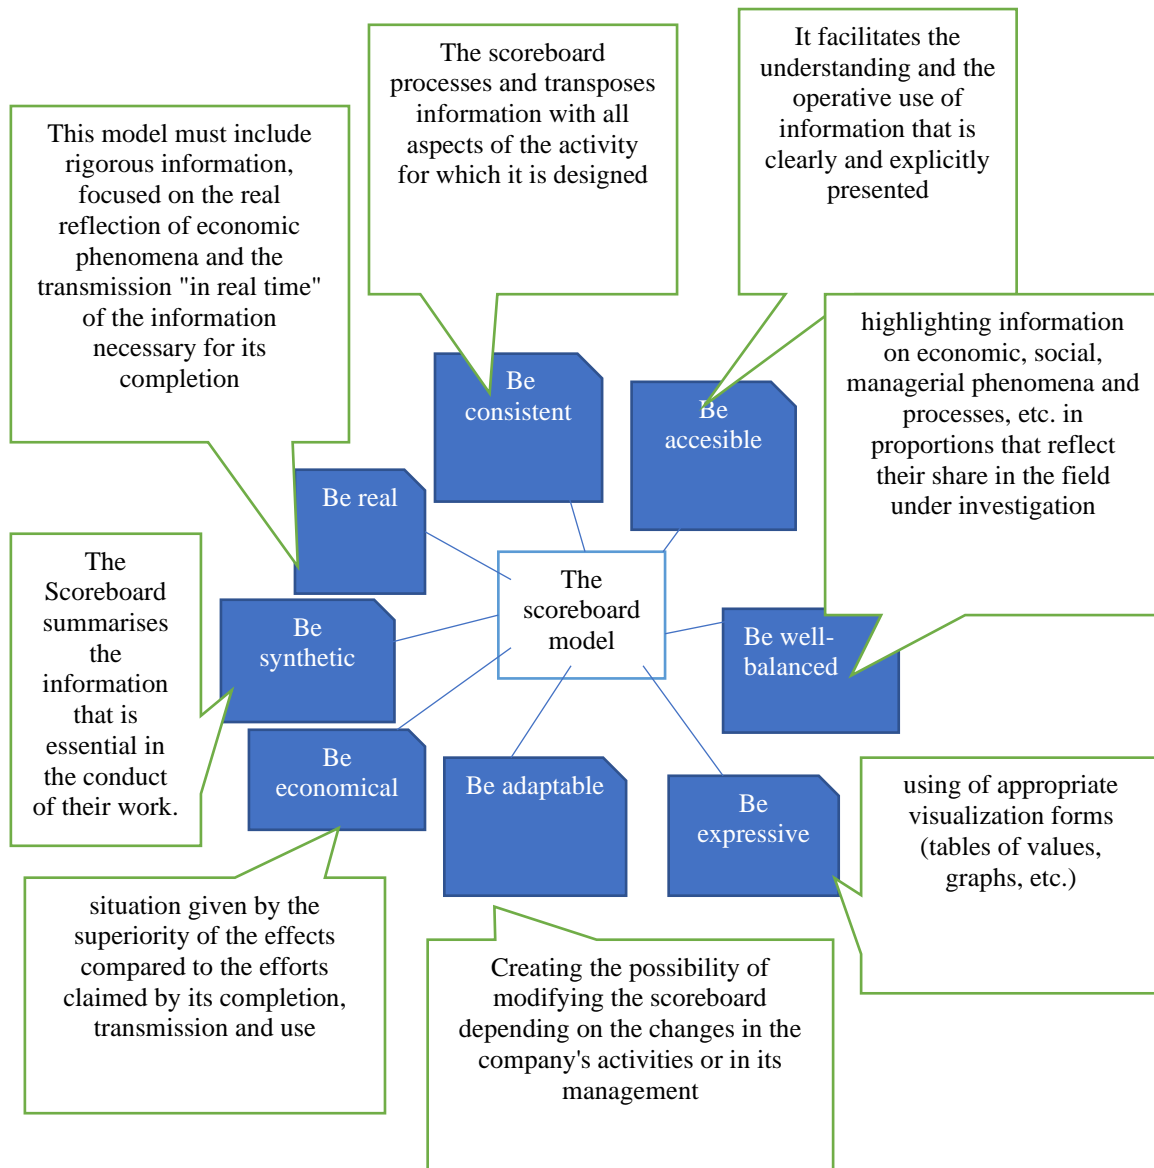 The scoreboard
processes and transposes
information with all
aspects of the activity
for which it is designed
It facilitates the
understanding and the
operative use of
information that is
clearly and explicitly
presented
This model must include
rigorous information,
focused on the real
reflection of economic
phenomena and the
transmission "in real time"
of the information
necessary for its
completion
highlighting information
on economic, social,
managerial phenomena and
processes, etc. in
proportions that reflect
their share in the field
under investigation
Be
consistent
Be
accesible
Be real
The
scoreboard
model
The
Scoreboard
summarises
the
information
that is
essential in
the conduct
of their work.
Be
synthetic
Be well-
balanced
Be
economical
Be adaptable
Be
expressive
using of appropriate
visualization forms
(tables of values,
graphs, etc.)
situation given by the
superiority of the effects
compared to the efforts
claimed by its completion,
transmission and use
Creating the possibility of
modifying the scoreboard
depending on the changes in the
company's activities or in its
management